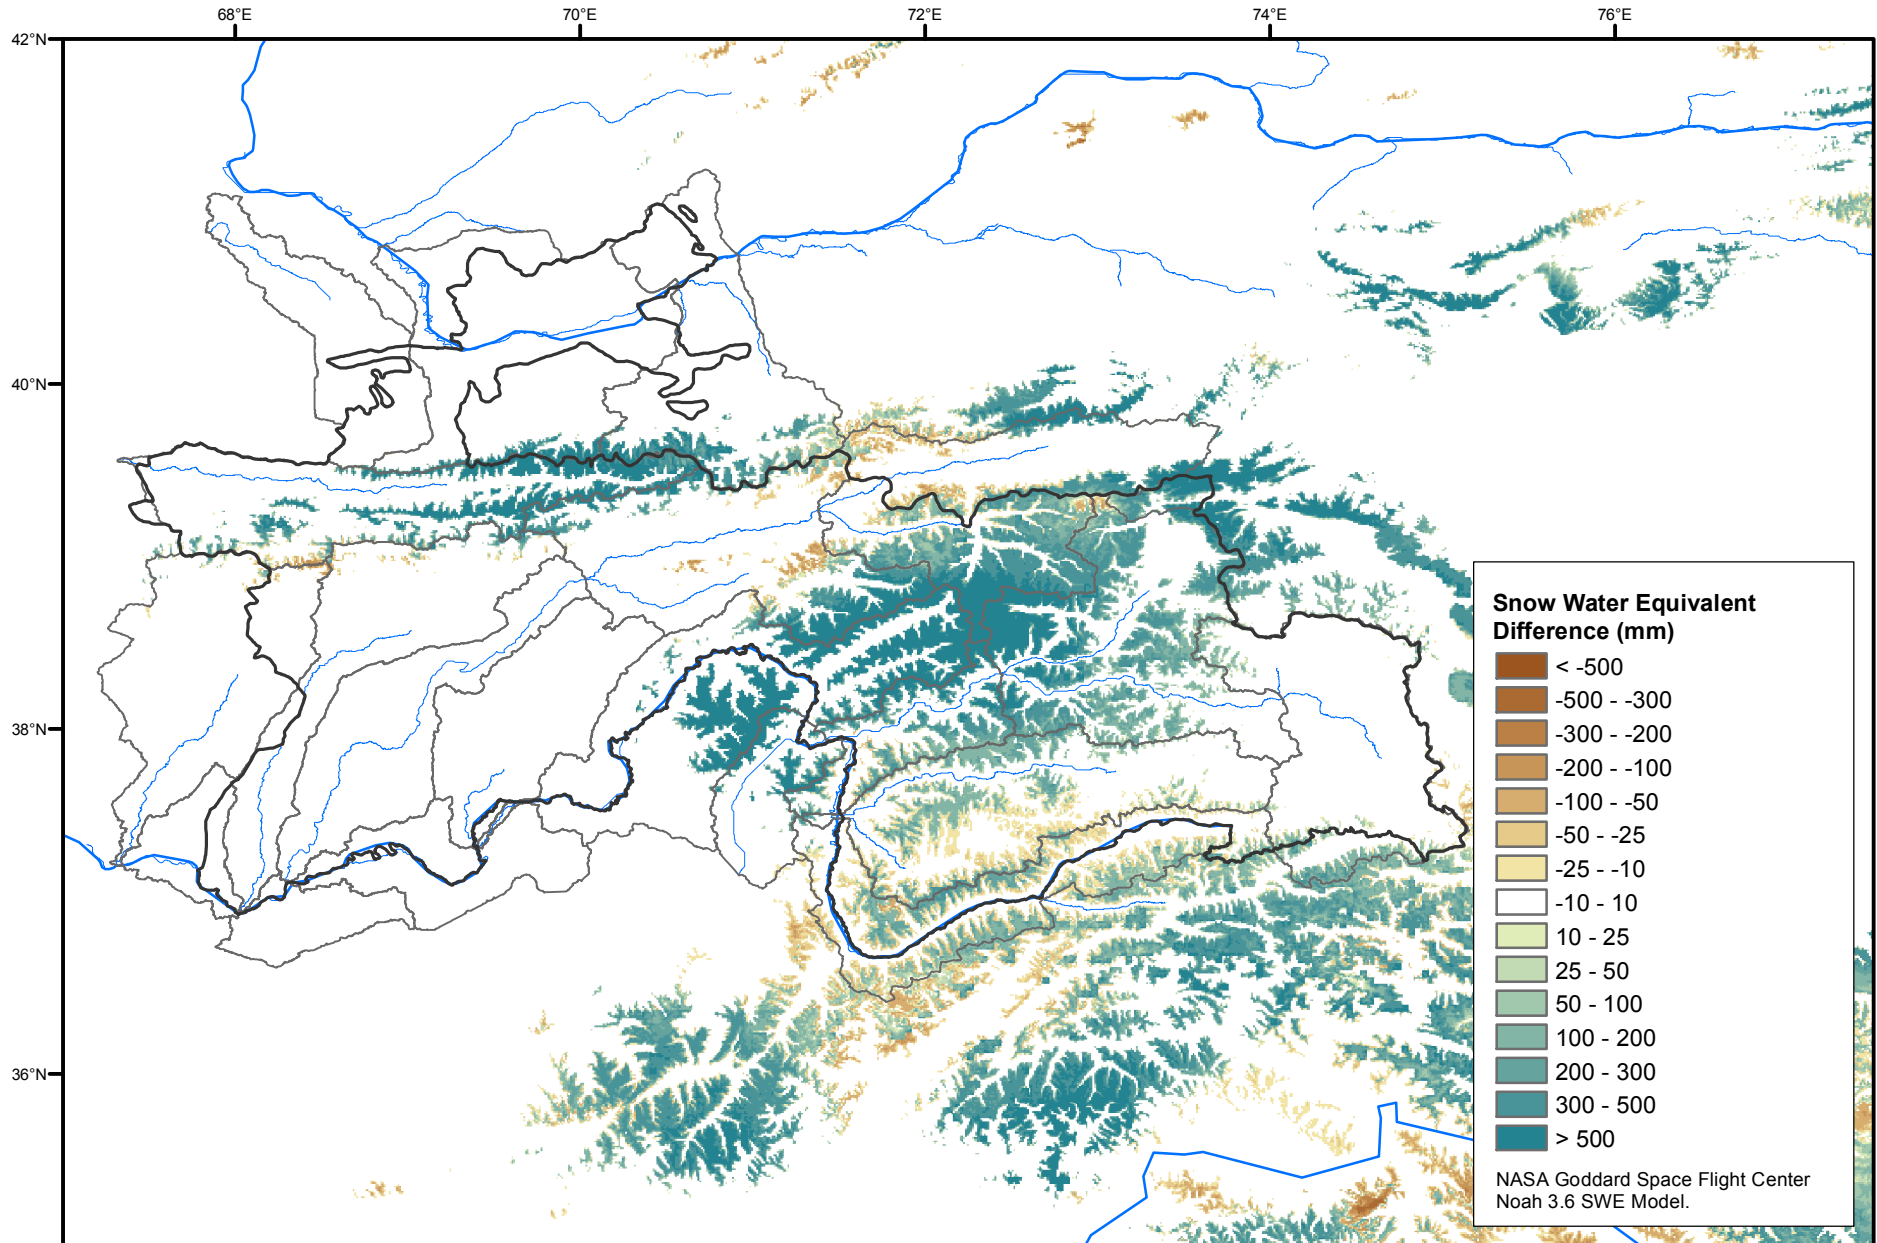 68°E
70°E
72°E
74°E
76°E
42°N
40°N
38°N
36°N
Snow Water Equivalent
Difference (mm)
< -500
-500 - -300
-300 - -200
-200 - -100
-100 - -50
-50 - -25
-25 - -10
-10 - 10
10 - 25
25 - 50
50 - 100
100 - 200
200 - 300
300 - 500
> 500
NASA Goddard Space Flight Center
Noah 3.6 SWE Model.